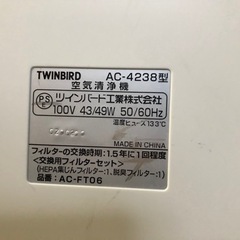 TWINBIRD AC-4238型
空気清浄機
PS E ツインバード工業株式会社
100V 43/49W 50/60Hz
温度ヒューズ133℃
MADE IN CHINA
フィルターの交換時期：1.5年に1回程度
＜交換用フィルターセット＞
(HEPA集じんフィルター:1、脱臭フィルター:1)
品番：AC-FT06